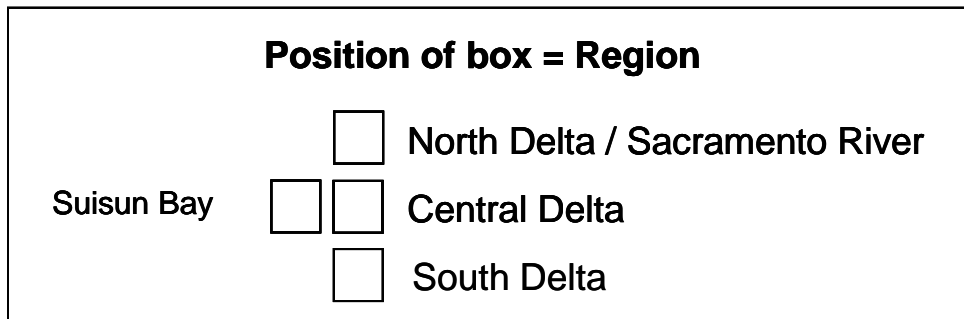 Position of box = Region
North Delta / Sacramento River
Suisun Bay
Central Delta
South Delta